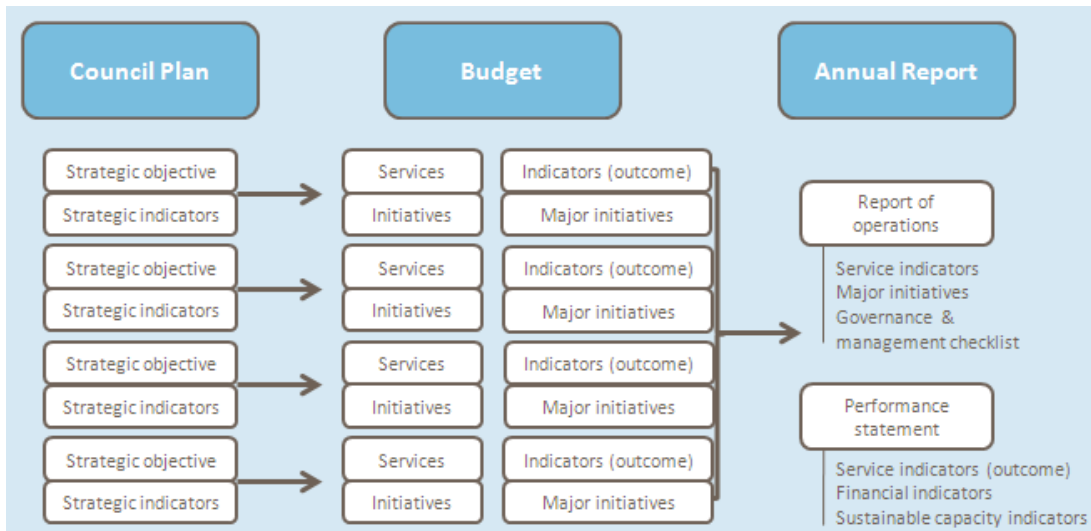 Council Plan
Budget
Annual Report
Strategic objective
Strategic indicators
Services
Initiatives
Indicators (outcome)
Major initiatives
Strategic objective
Strategic indicators
Services
Initiatives
Indicators (outcome)
Major initiatives
Strategic objective
Strategic indicators
Services
Initiatives
Indicators (outcome)
Major initiatives
Strategic objective
Strategic indicators
Services
Initiatives
Indicators (outcome)
Major initiatives
Report of
operations
Service indicators
Major initiatives
Governance &
management checklist
Performance
statement
Service indicators (outcome)
Financial indicators
Sustainable capacity indicators